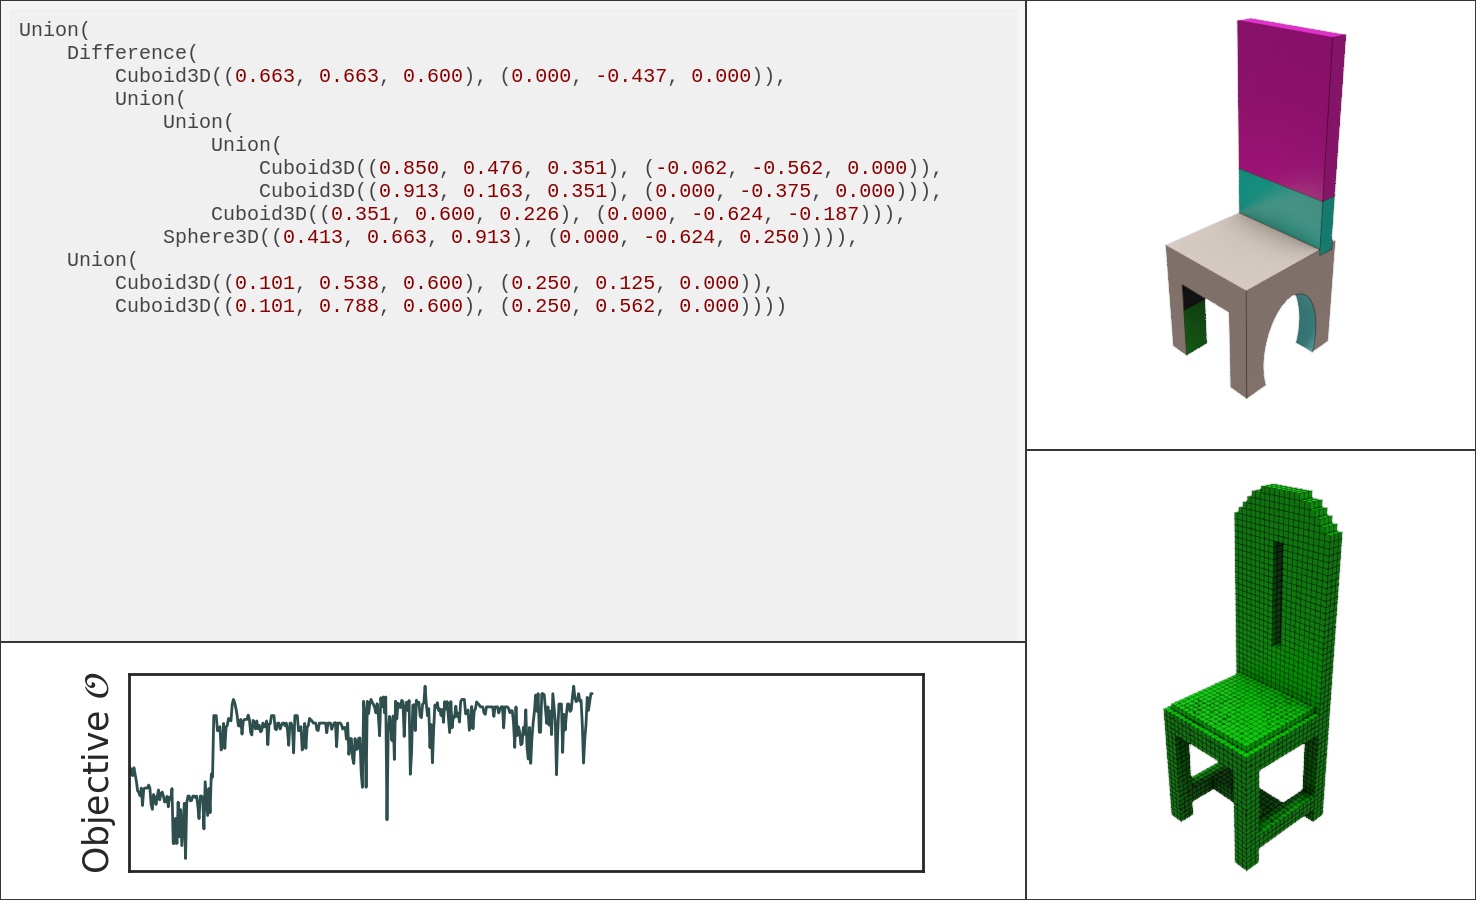 Union(
    Difference(
        Cuboid3D((0.663, 0.663, 0.600), (0.000, -0.437, 0.000)),
        Union(
            Union(
                Union(
                    Cuboid3D((0.850, 0.476, 0.351), (-0.062, -0.562, 0.000)),
                    Cuboid3D((0.913, 0.163, 0.351), (0.000, -0.375, 0.000))),
                Cuboid3D((0.351, 0.600, 0.226), (0.000, -0.624, -0.187))),
            Sphere3D((0.413, 0.663, 0.913), (0.000, -0.624, 0.250)))),
    Union(
        Cuboid3D((0.101, 0.538, 0.600), (0.250, 0.125, 0.000)),
        Cuboid3D((0.101, 0.788, 0.600), (0.250, 0.562, 0.000))))
Objective 𝒪